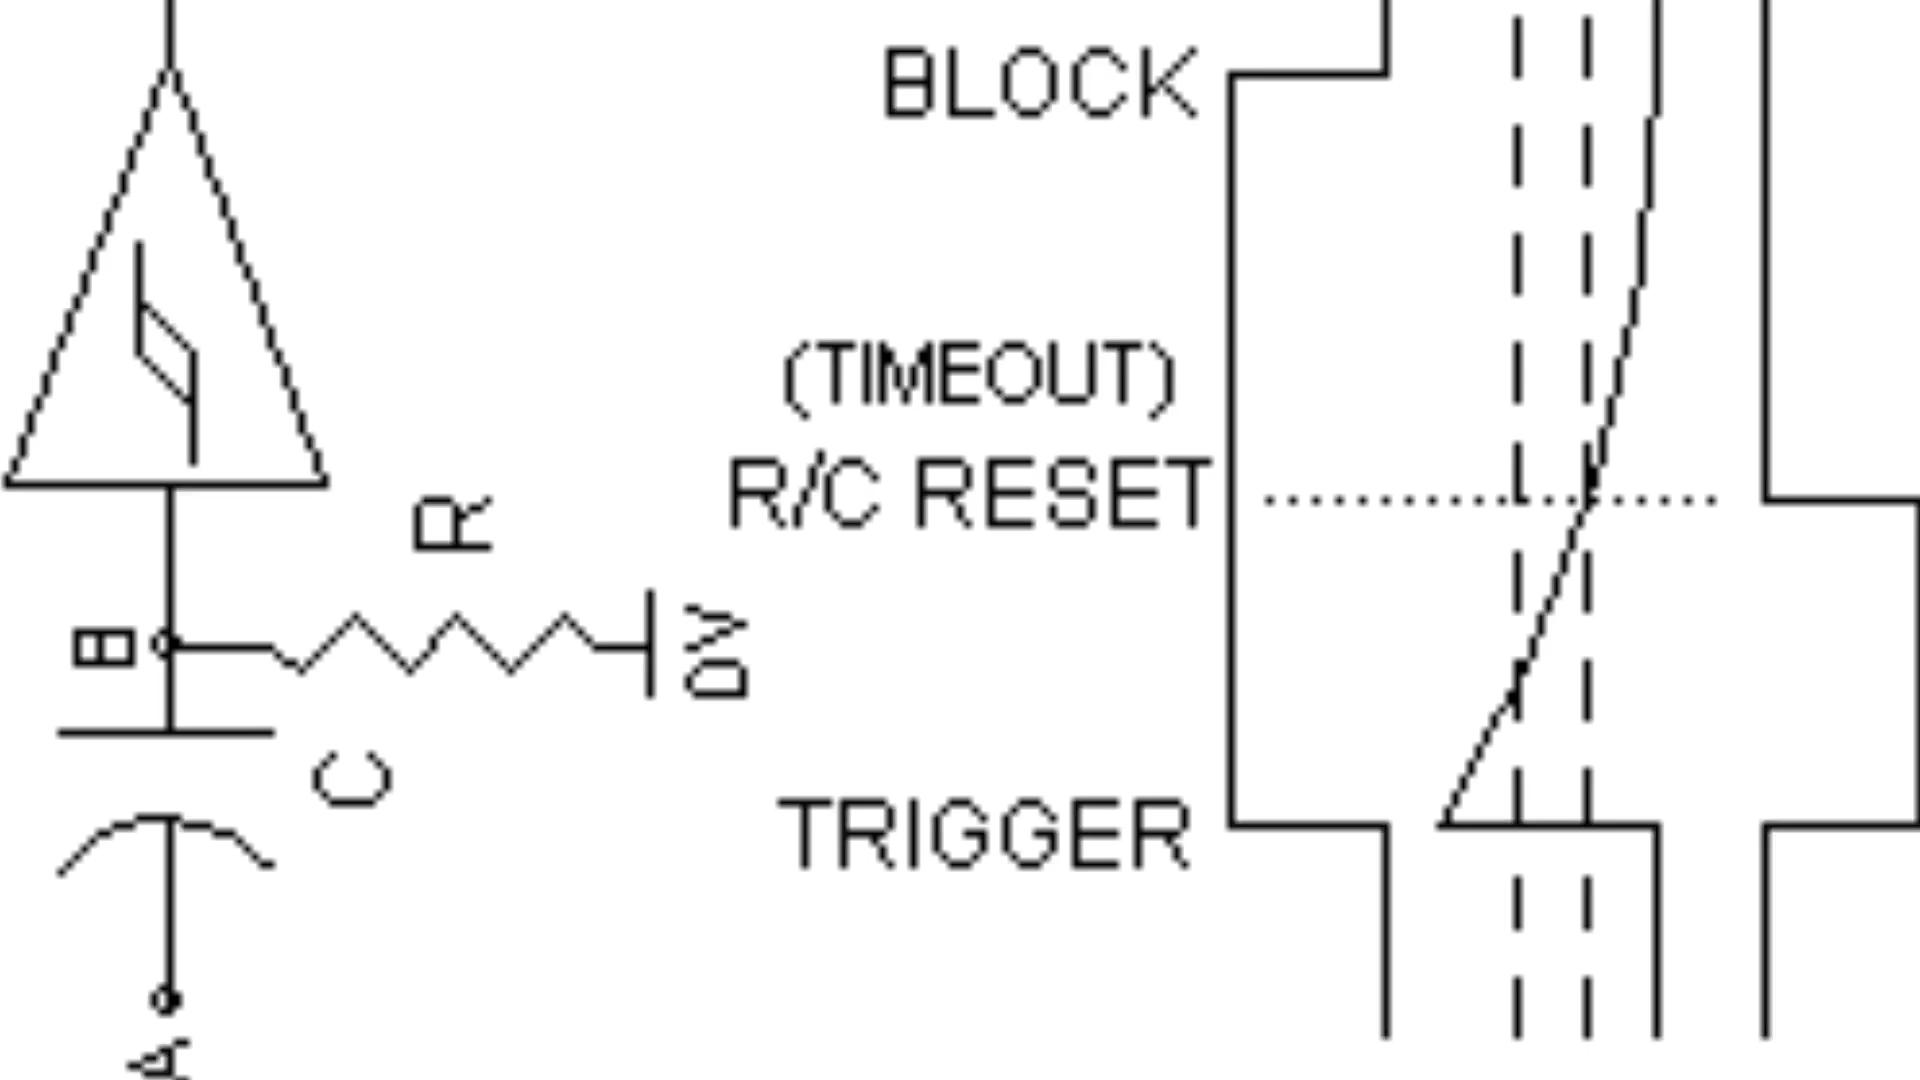 BLOCK
(TIMEOUT)
R/C RESET
R
B
0V
C
TRIGGER
A